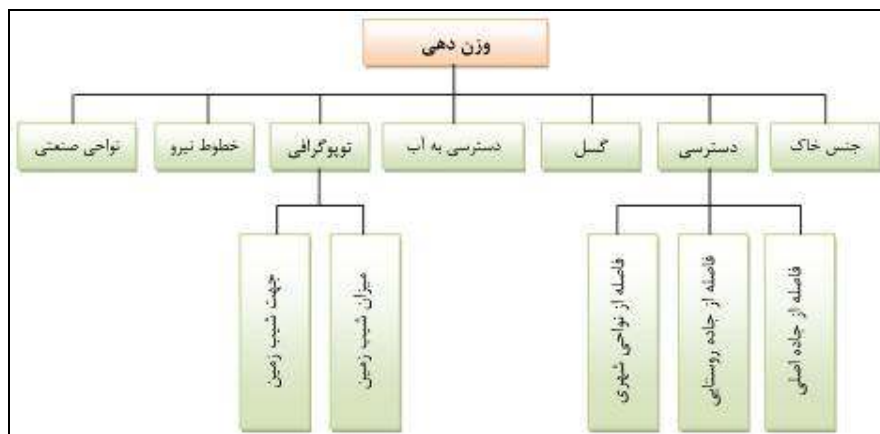 وزن دهی
جنس خاک
دسترسی
گسل
دسترسی به آب
توپوگرافی
خطوط نیرو
نواحی صنعتی
فاصله از جاده اصلی
فاصله از جاده روستایی
فاصله از نواحی شهری
میزان شیب زمین
جهت شیب زمین